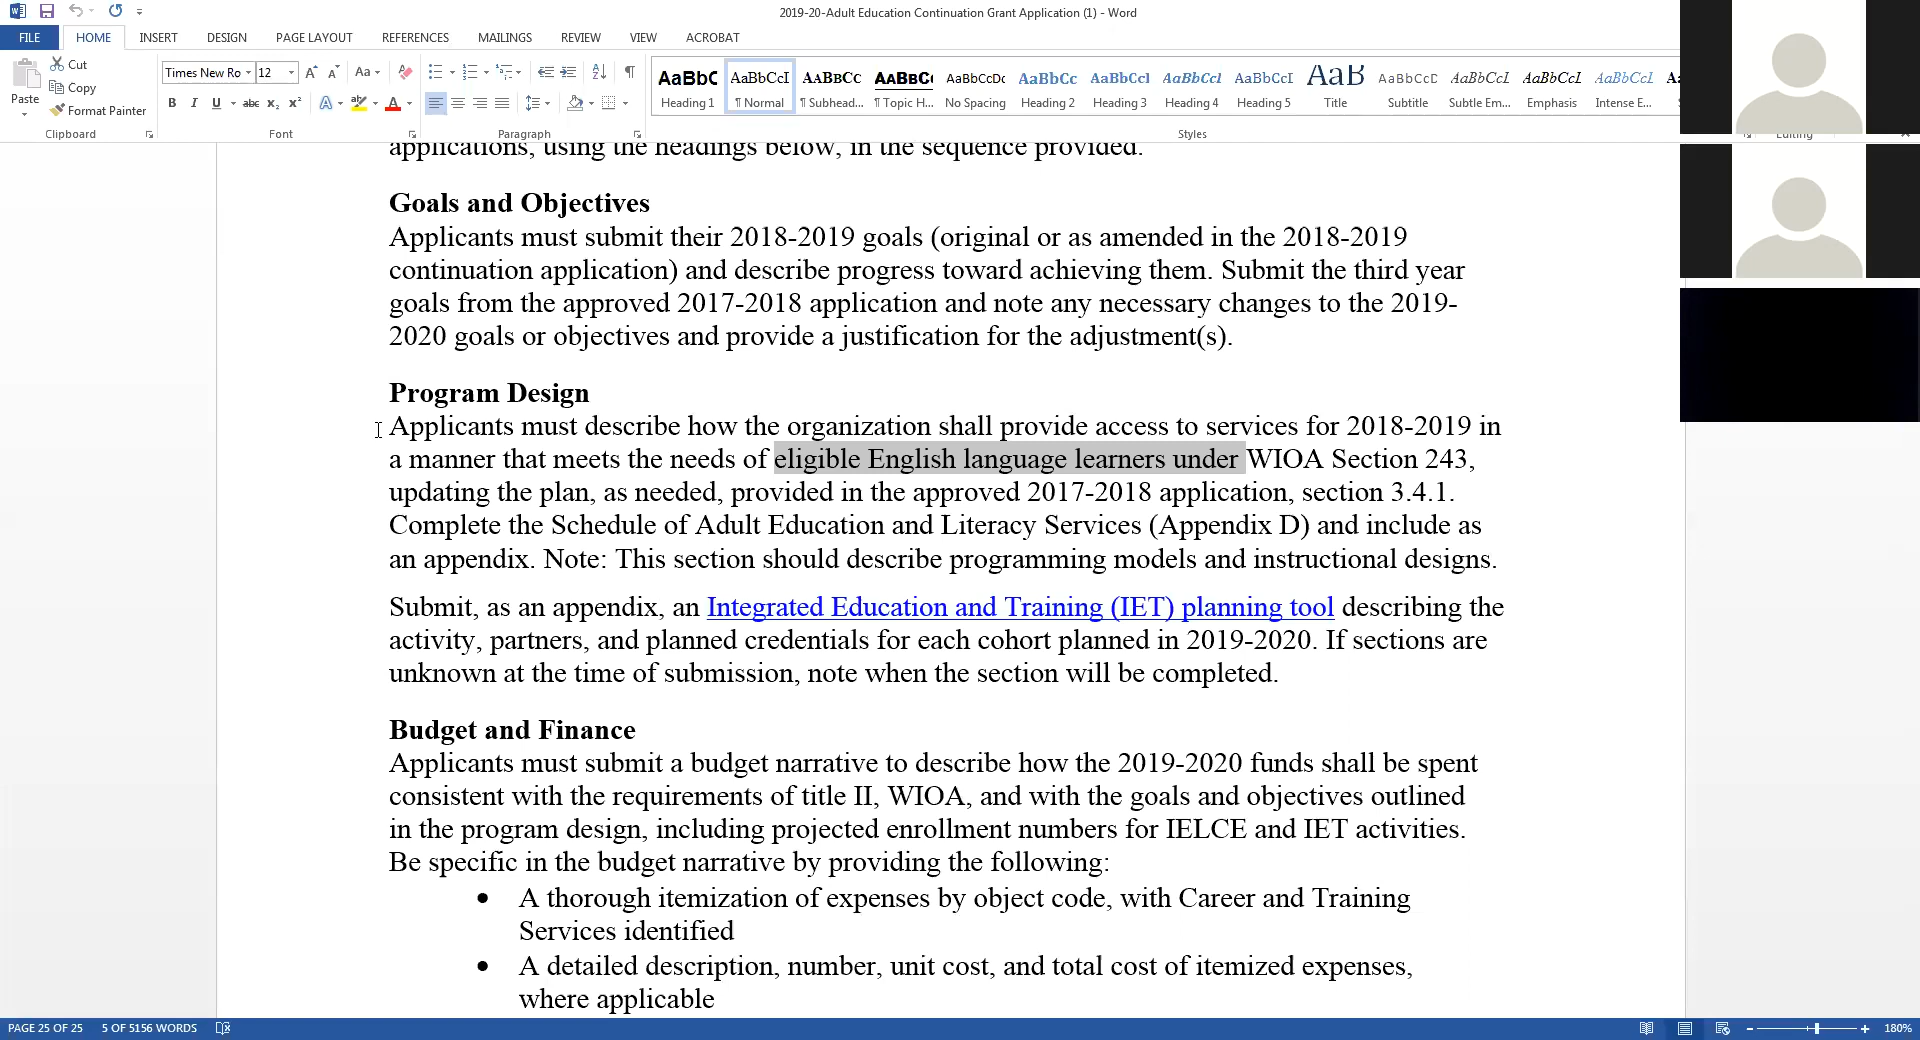 2019-20-Adult Education Continuation Grant Application (1) - Word
FILE HOME INSERT DESIGN PAGE LAYOUT REFERENCES MAILINGS REVIEW VIEW ACROBAT
Paste
Cut
Copy
Format Painter
Clipboard
Times New Ro 12
Font
Paragraph
AaBbC AaBbCcI AaBbCc AaBbC AaBbCcDc AaBbCc AaBbCcI AaBbCcI AaBbCcI AaB AaBbCcD AaBbCcI AaBbCcI AaBbCcI
Heading 1 ¶ Normal ¶ Subhead... ¶ Topic H... No Spacing Heading 2 Heading 3 Heading 4 Heading 5 Title Subtitle Subtle Em... Emphasis Intense E...
Styles
applications, using the headings below, in the sequence provided.
Goals and Objectives
Applicants must submit their 2018-2019 goals (original or as amended in the 2018-2019
continuation application) and describe progress toward achieving them. Submit the third year
goals from the approved 2017-2018 application and note any necessary changes to the 2019-
2020 goals or objectives and provide a justification for the adjustment(s).
Program Design
Applicants must describe how the organization shall provide access to services for 2018-2019 in
a manner that meets the needs of eligible English language learners under WIOA Section 243,
updating the plan, as needed, provided in the approved 2017-2018 application, section 3.4.1.
Complete the Schedule of Adult Education and Literacy Services (Appendix D) and include as
an appendix. Note: This section should describe programming models and instructional designs.
Submit, as an appendix, an Integrated Education and Training (IET) planning tool describing the
activity, partners, and planned credentials for each cohort planned in 2019-2020. If sections are
unknown at the time of submission, note when the section will be completed.
Budget and Finance
Applicants must submit a budget narrative to describe how the 2019-2020 funds shall be spent
consistent with the requirements of title II, WIOA, and with the goals and objectives outlined
in the program design, including projected enrollment numbers for IELCE and IET activities.
Be specific in the budget narrative by providing the following:
• A thorough itemization of expenses by object code, with Career and Training
Services identified
• A detailed description, number, unit cost, and total cost of itemized expenses,
where applicable
PAGE 25 OF 25 5 OF 5156 WORDS
180%